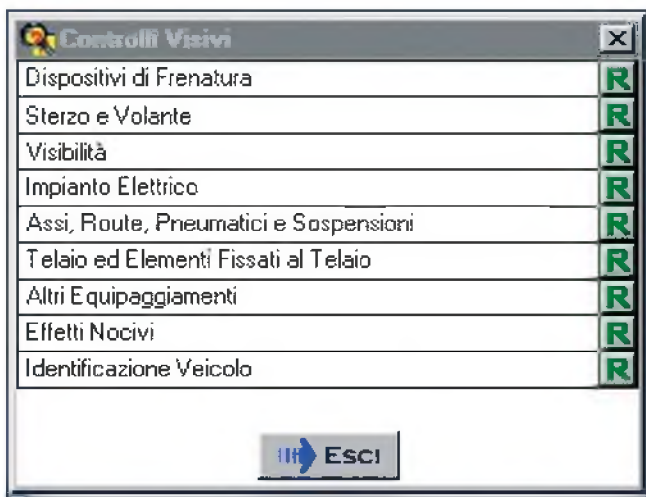 Controlli Visivi
Dispositivi di Frenatura R
Sterzo e Volante R
Visibilità R
Impianto Elettrico R
Assi, Route, Pneumatici e Sospensioni R
Telaio ed Elementi Fissati al Telaio R
Altri Equipaggiamenti R
Effetti Nocivi R
Identificazione Veicolo R
Esci